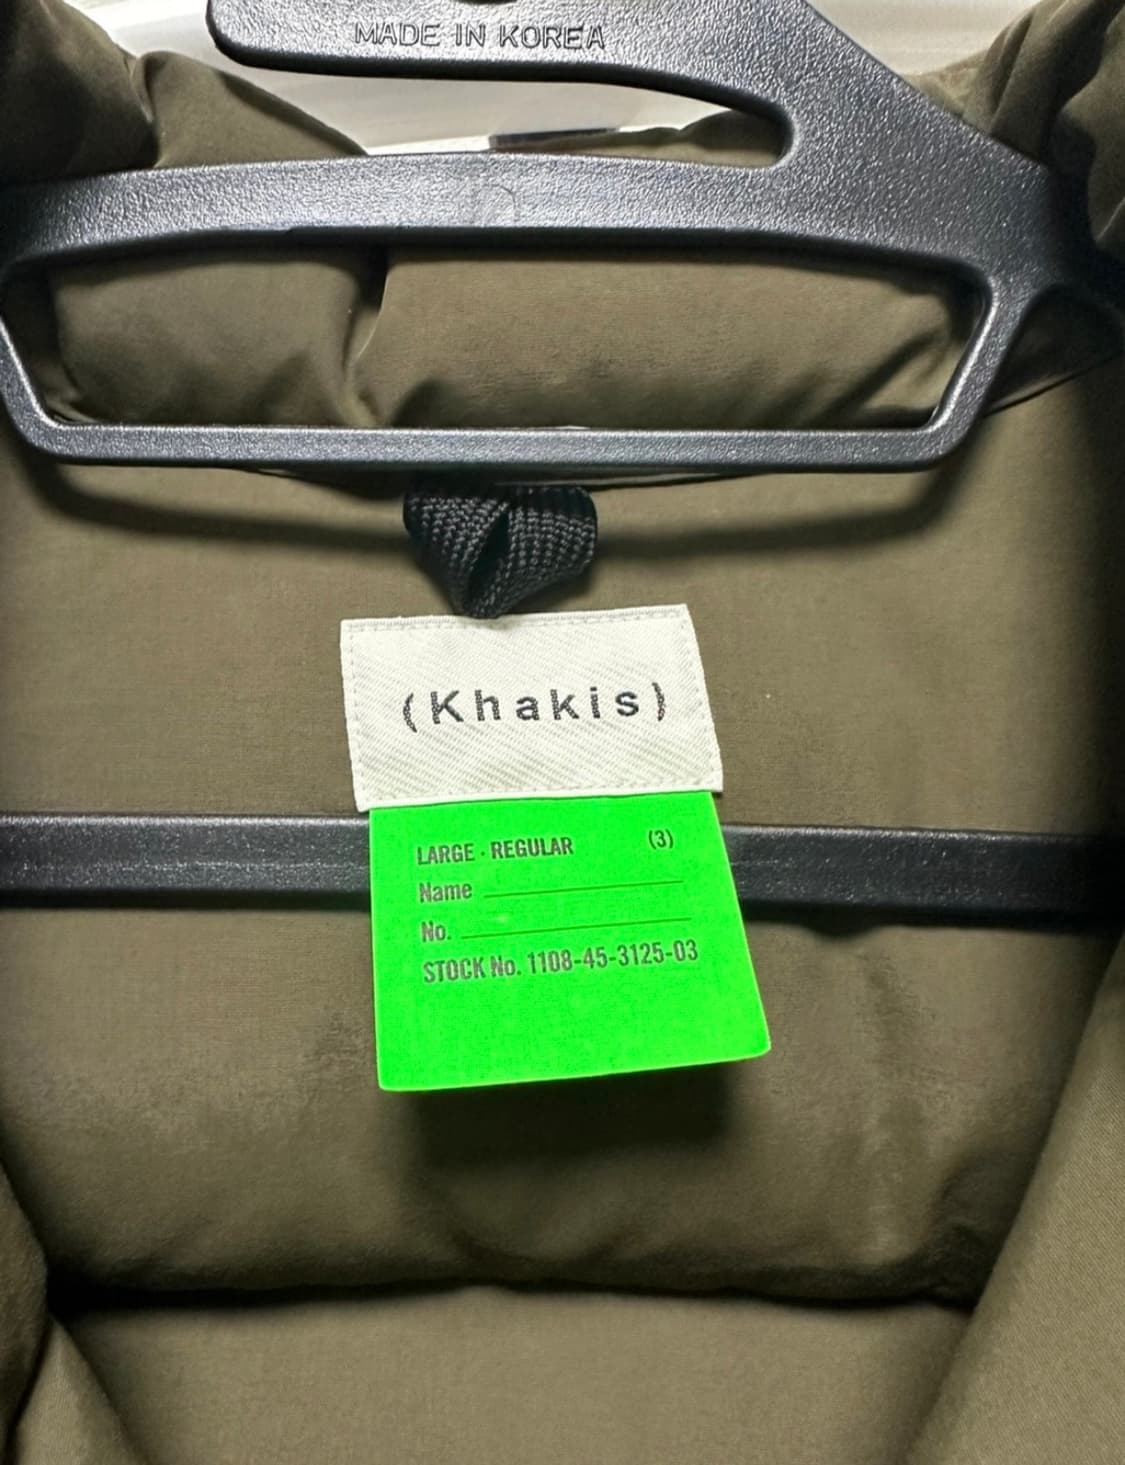 MADE IN KOREA
(Khakis)
LARGE · REGULAR (3)
Name
No.
STOCK No. 1108-45-3125-03